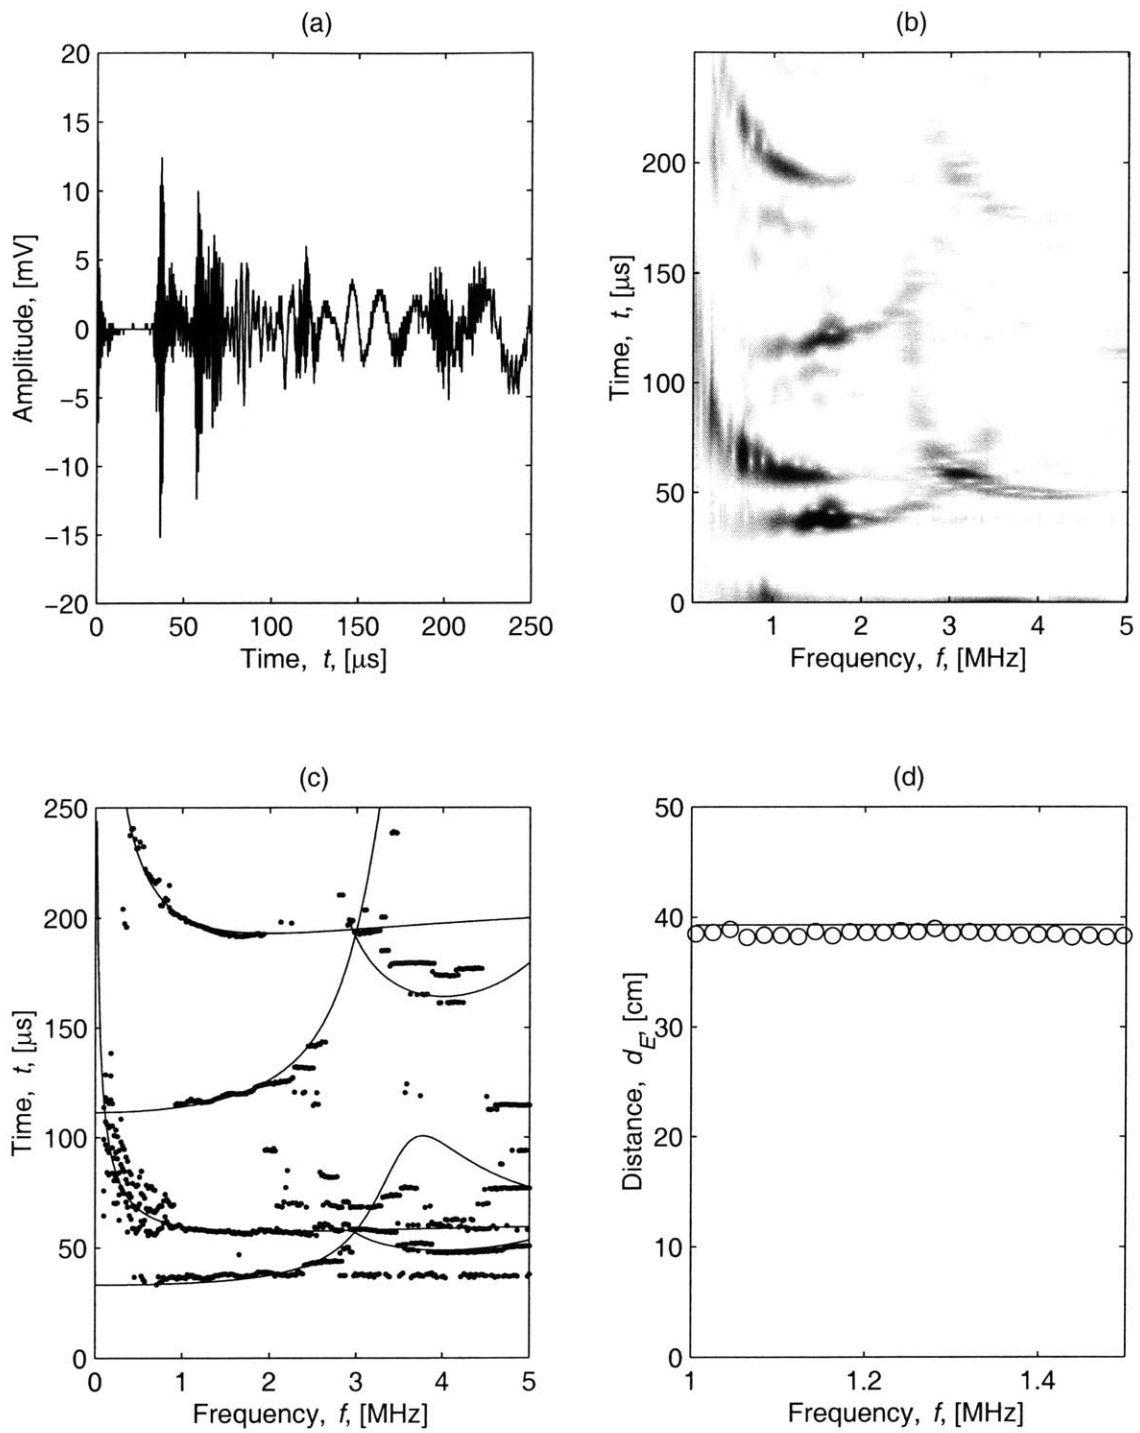 (a)
20
15
10
5
0
−5
−10
−15
−20
0 50 100 150 200 250
Amplitude, [mV]
Time, t, [μs]
(b)
200
150
100
50
0
1 2 3 4 5
Time, t, [μs]
Frequency, f, [MHz]
(c)
250
200
150
100
50
0
0 1 2 3 4 5
Time, t, [μs]
Frequency, f, [MHz]
(d)
50
40
30
20
10
0
1 1.2 1.4
Distance, d_E, [cm]
Frequency, f, [MHz]